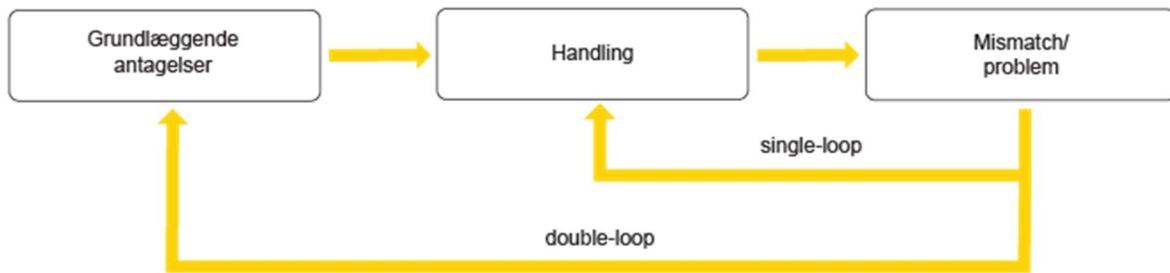 Grundlæggende
antagelser
Handling
Mismatch/
problem
single-loop
double-loop